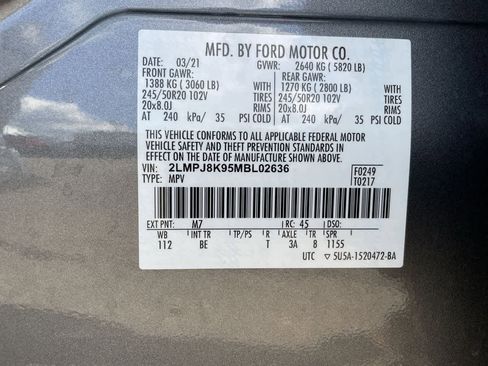 MFD. BY FORD MOTOR CO.
DATE: 03/21 GVWR: 2640 KG ( 5820 LB)
FRONT GAWR: REAR GAWR:
1388 KG ( 3060 LB) 1270 KG ( 2800 LB)
245/50R20 102V TIRES 245/50R20 102V TIRES
20x8.0J RIMS 20x8.0J RIMS
AT 240 kPa/ 35 PSI COLD AT 240 kPa/ 35 PSI COLD
THIS VEHICLE CONFORMS TO ALL APPLICABLE FEDERAL MOTOR
VEHICLE SAFETY AND THEFT PREVENTION STANDARDS IN
EFFECT ON THE DATE OF MANUFACTURE SHOWN ABOVE.
VIN: 2LMPJ8K95MBL02636 F0249
TYPE: MPV T0217
EXT PNT: M7 RC: 45 DSO:
WB INT TR TP/PS R AXLE TR SPR
112 BE T 3A 8 1155
UTC ▽5U5A-1520472-BA